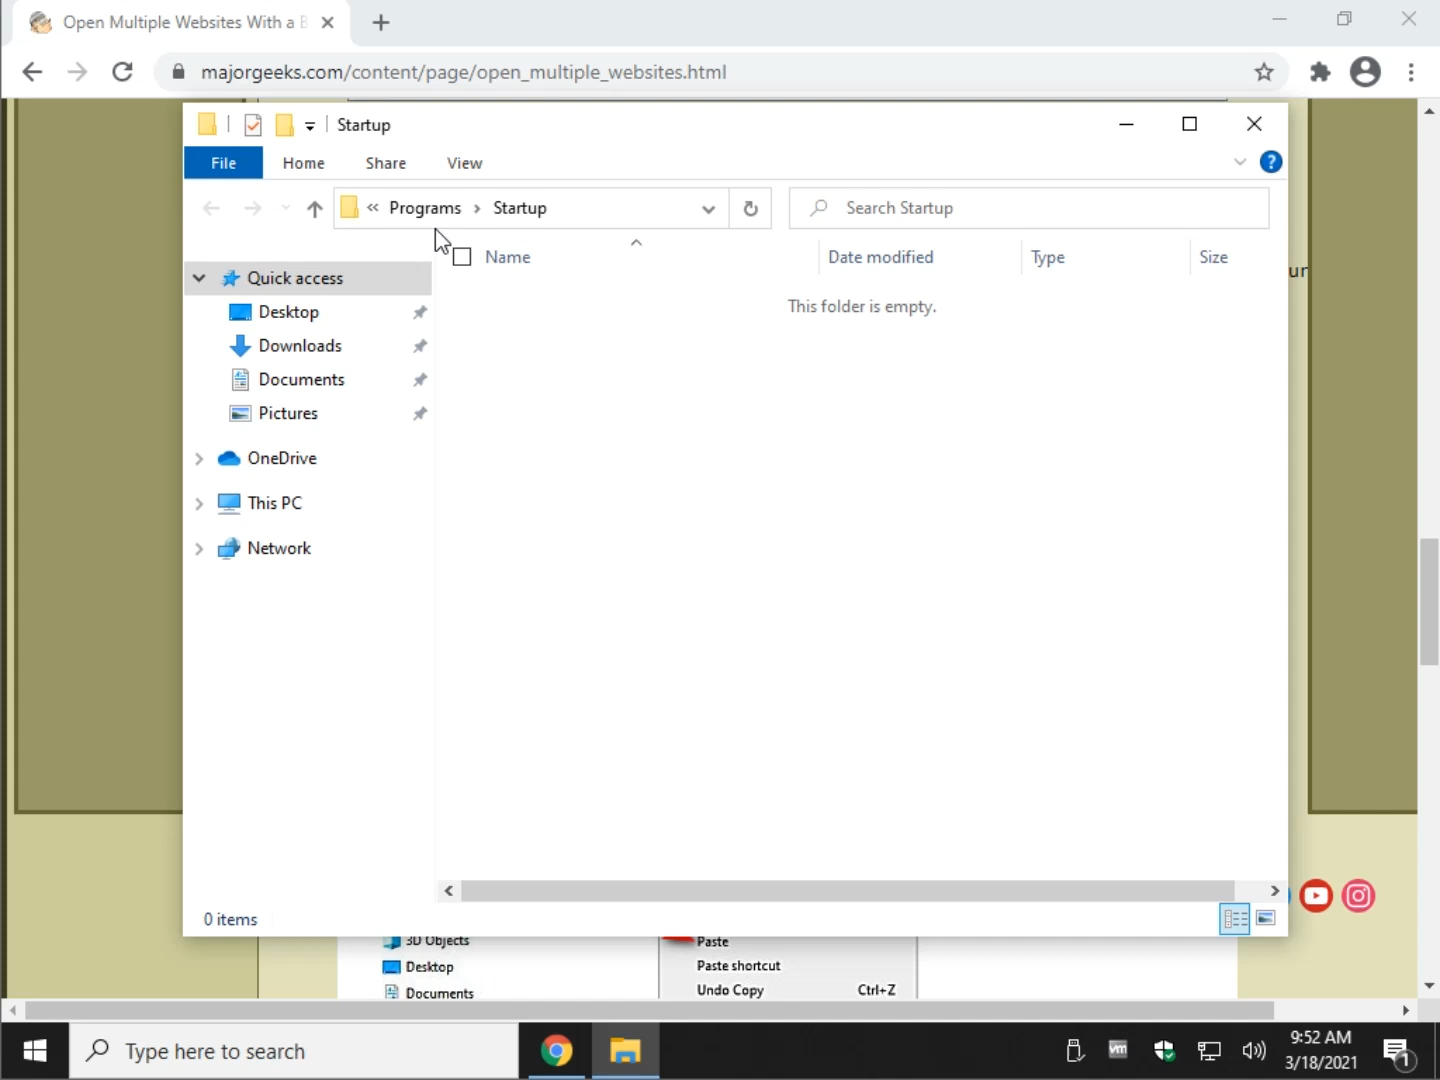 Open Multiple Websites With a B
majorgeeks.com/content/page/open_multiple_websites.html
Startup
File Home Share View
« Programs › Startup
Search Startup
Name Date modified Type Size
This folder is empty.
Quick access
Desktop
Downloads
Documents
Pictures
OneDrive
This PC
Network
ur
0 items
3D Objects
Desktop
Documents
Paste
Paste shortcut
Undo Copy Ctrl+Z
Type here to search
vm
9:52 AM
3/18/2021
1